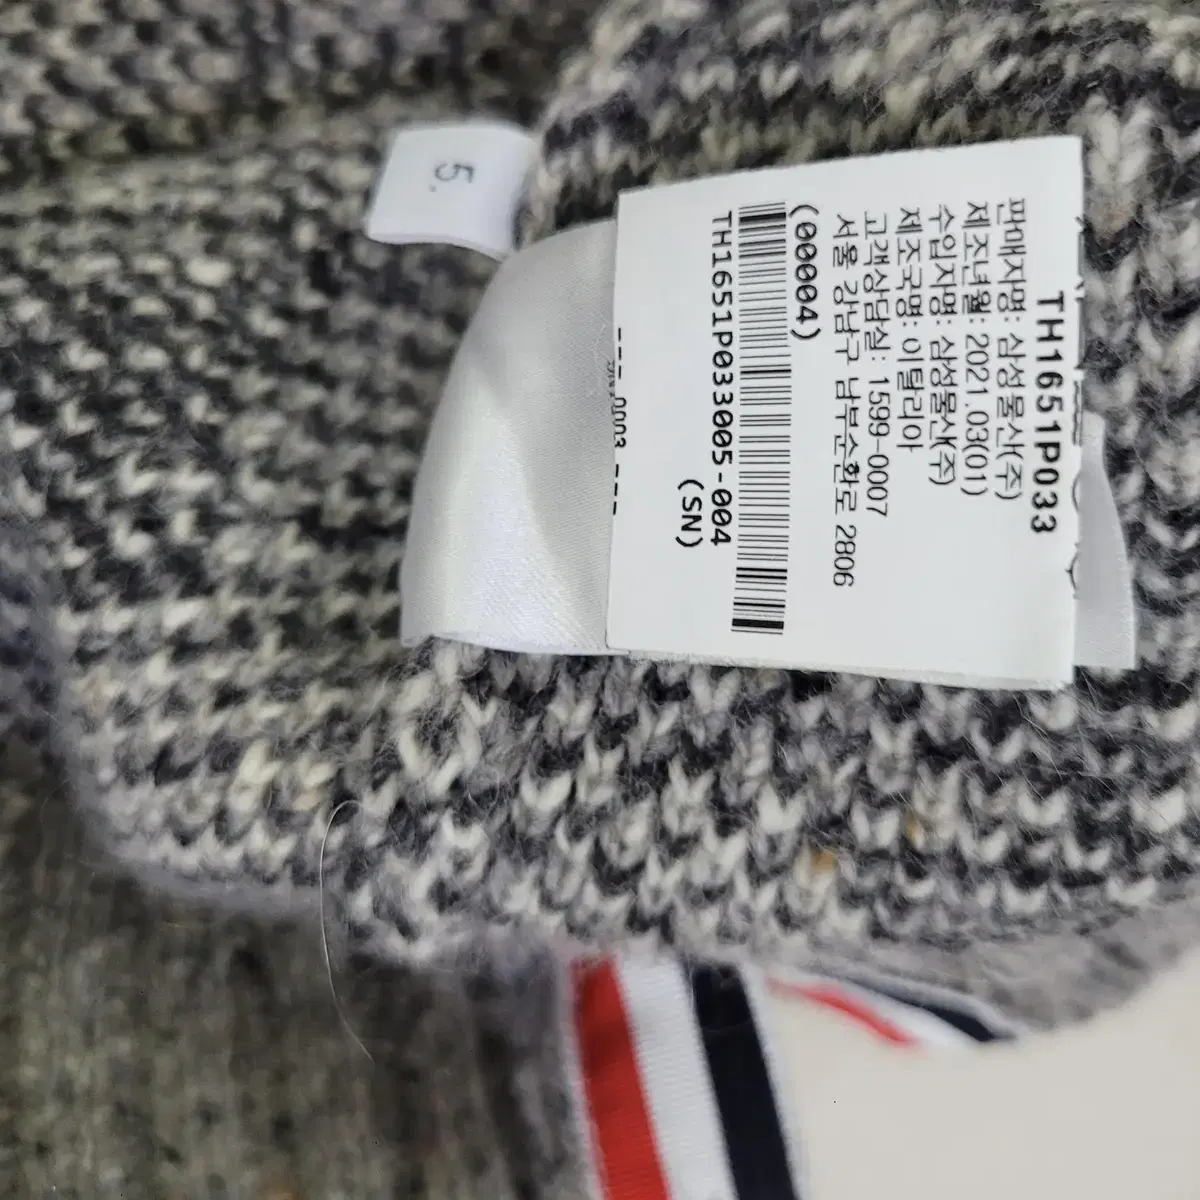 5.
TH1651P033
판매자명: 삼성물산(주)
제조년월: 2021.03(01)
수입자명: 삼성물산(주)
제조국명: 이탈리아
고객상담실: 1599-0007
서울 강남구 남부순환로 2806
(00004)
TH1651P033005-004
(SN)